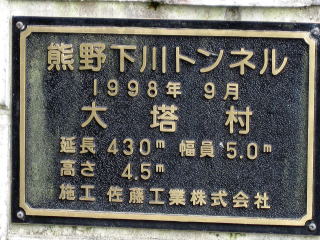 熊野下川トンネル
1998年 9月
大塔村
延長 430m 幅員 5.0m
高さ 4.5m
施工 佐藤工業株式会社